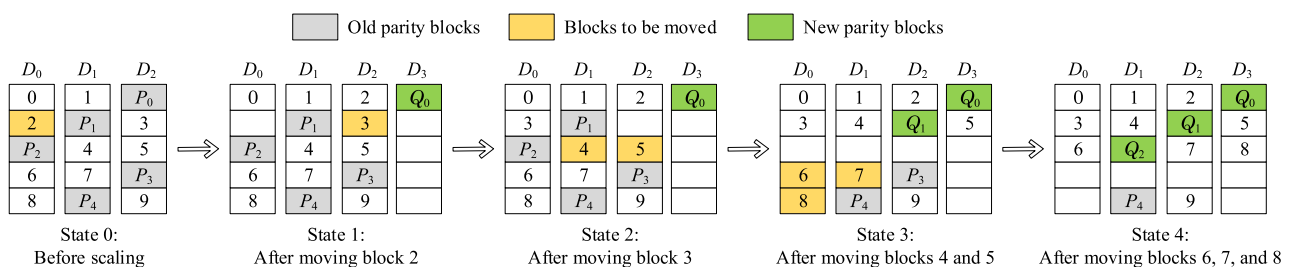 Old parity blocks Blocks to be moved New parity blocks
D0 D1 D2 D0 D1 D2 D3 D0 D1 D2 D3 D0 D1 D2 D3 D0 D1 D2 D3
0 1 P0 0 1 2 Q0 0 1 2 Q0 0 1 2 Q0 0 1 2 Q0
2 P1 3 P1 3 3 P1 3 4 Q1 5 3 4 Q1 5
P2 4 5 P2 4 5 P2 4 5 6 Q2 7 8
6 7 P3 6 7 P3 6 7 P3 6 7 P3
8 P4 9 8 P4 9 8 P4 9 8 P4 9 P4 9
State 0: State 1: State 2: State 3: State 4:
Before scaling After moving block 2 After moving block 3 After moving blocks 4 and 5 After moving blocks 6, 7, and 8